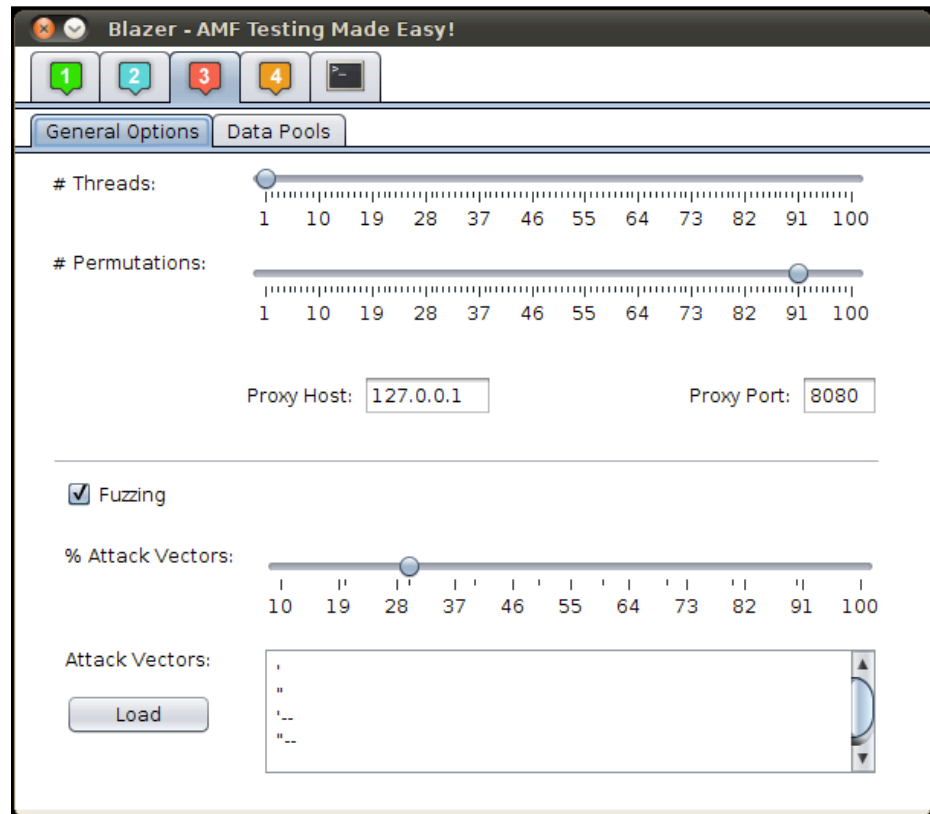 Blazer - AMF Testing Made Easy!
1 2 3 4 >_
General Options Data Pools
# Threads:
1 10 19 28 37 46 55 64 73 82 91 100
# Permutations:
1 10 19 28 37 46 55 64 73 82 91 100
Proxy Host: 127.0.0.1 Proxy Port: 8080
Fuzzing
% Attack Vectors:
10 19 28 37 46 55 64 73 82 91 100
Attack Vectors:
'
"
'--
"--
Load